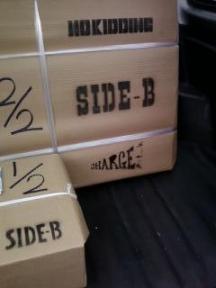 NOKIDDING
2/2
SIDE-B
CHARGE
1/2
SIDE-B